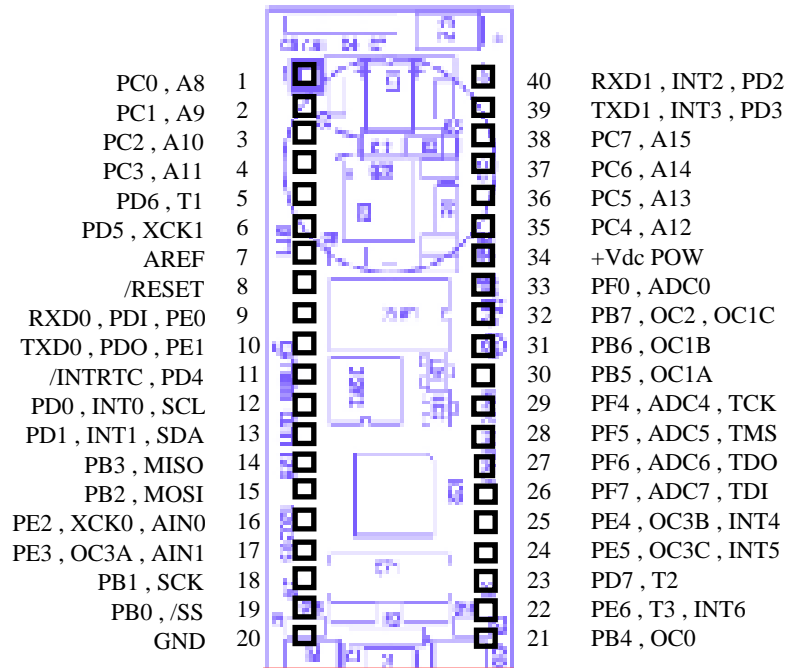 PC0 , A8 1 40 RXD1 , INT2 , PD2
PC1 , A9 2 39 TXD1 , INT3 , PD3
PC2 , A10 3 38 PC7 , A15
PC3 , A11 4 37 PC6 , A14
PD6 , T1 5 36 PC5 , A13
PD5 , XCK1 6 35 PC4 , A12
AREF 7 34 +Vdc POW
/RESET 8 33 PF0 , ADC0
RXD0 , PDI , PE0 9 32 PB7 , OC2 , OC1C
TXD0 , PDO , PE1 10 31 PB6 , OC1B
/INTRTC , PD4 11 30 PB5 , OC1A
PD0 , INT0 , SCL 12 29 PF4 , ADC4 , TCK
PD1 , INT1 , SDA 13 28 PF5 , ADC5 , TMS
PB3 , MISO 14 27 PF6 , ADC6 , TDO
PB2 , MOSI 15 26 PF7 , ADC7 , TDI
PE2 , XCK0 , AIN0 16 25 PE4 , OC3B , INT4
PE3 , OC3A , AIN1 17 24 PE5 , OC3C , INT5
PB1 , SCK 18 23 PD7 , T2
PB0 , /SS 19 22 PE6 , T3 , INT6
GND 20 21 PB4 , OC0